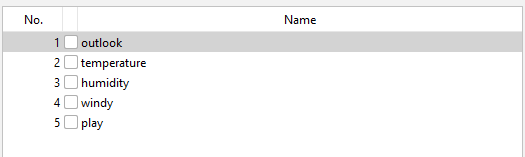 No. Name
1 outlook
2 temperature
3 humidity
4 windy
5 play